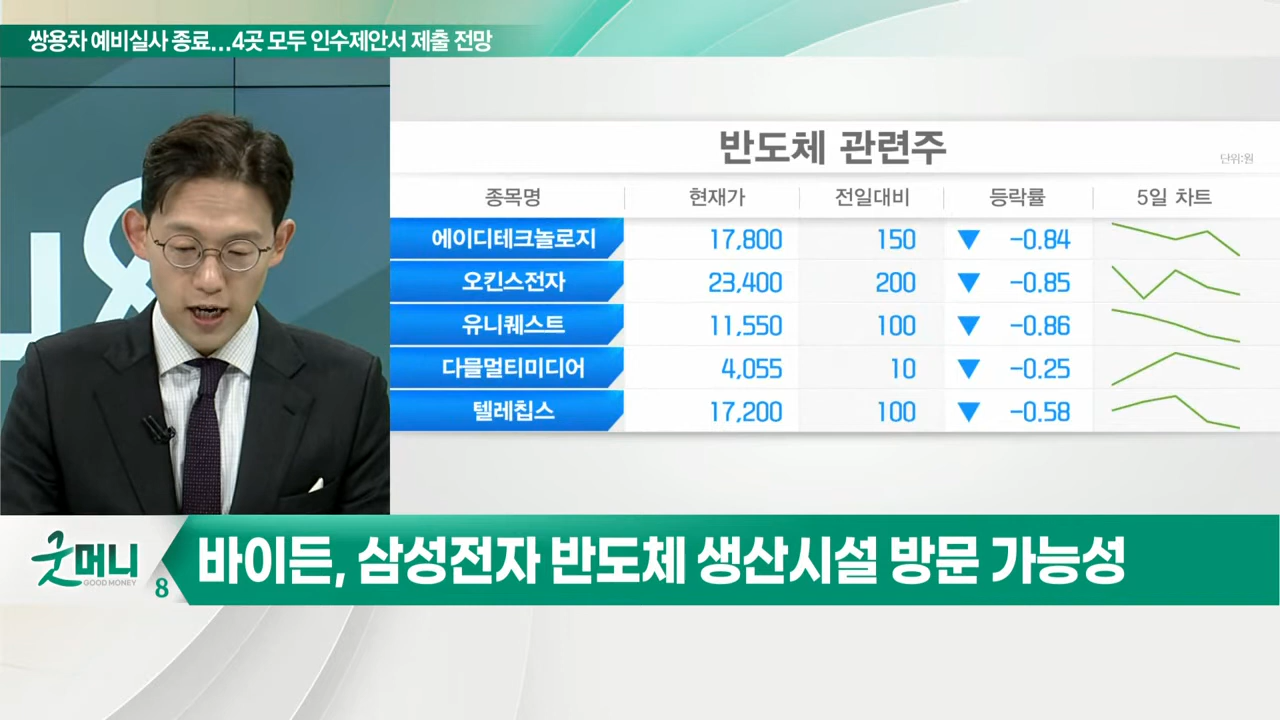 쌍용차 예비실사 종료...4곳 모두 인수제안서 제출 전망
반도체 관련주
단위:원
종목명 현재가 전일대비 등락률 5일 차트
에이디테크놀로지 17,800 150 ▼ -0.84
오킨스전자 23,400 200 ▼ -0.85
유니퀘스트 11,550 100 ▼ -0.86
다믈멀티미디어 4,055 10 ▼ -0.25
텔레칩스 17,200 100 ▼ -0.58
굿머니
GOOD MONEY
8
바이든, 삼성전자 반도체 생산시설 방문 가능성